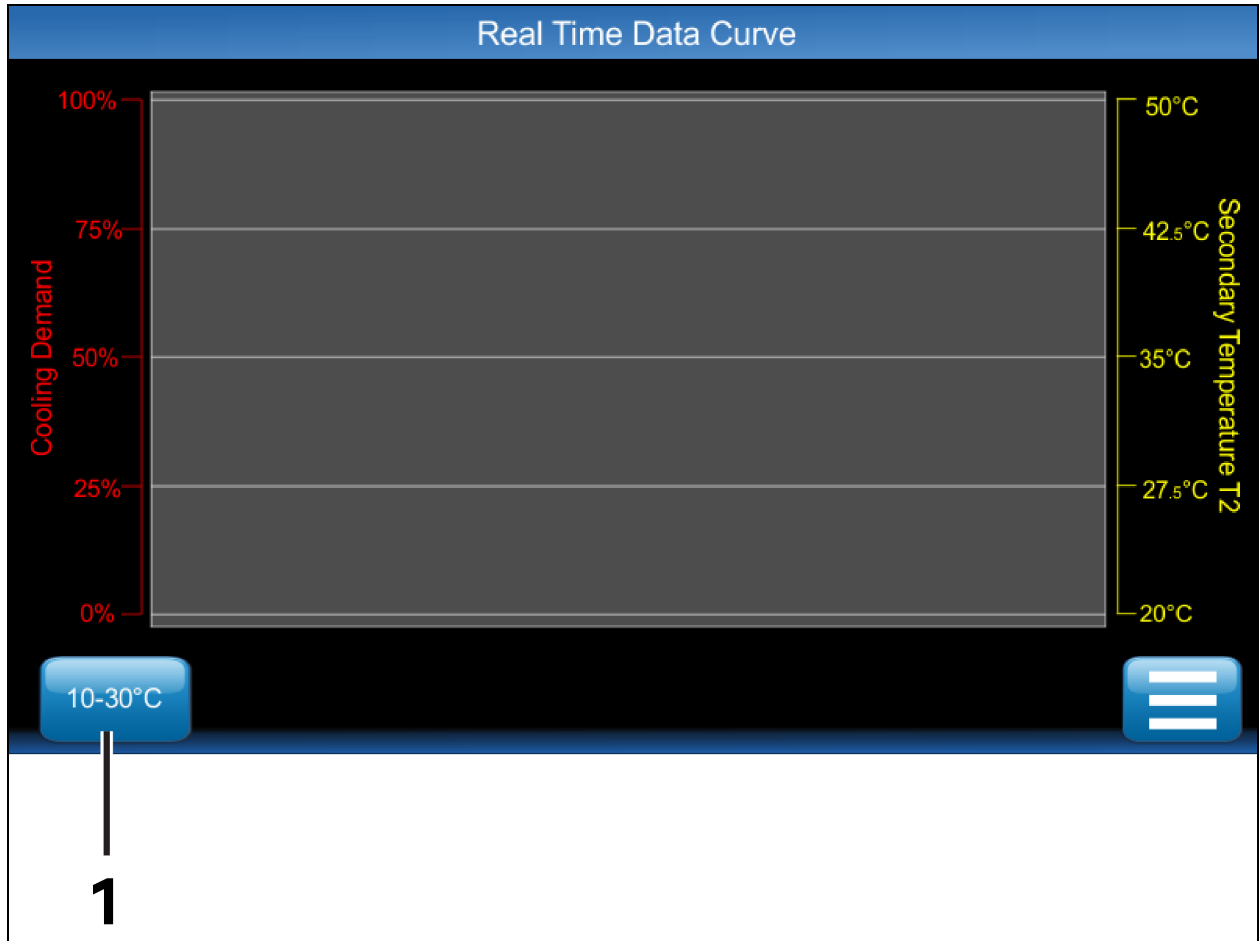 Real Time Data Curve
100%
75%
50%
25%
0%
Cooling Demand
50°C
42.5°C
35°C
27.5°C
20°C
Secondary Temperature T2
10-30°C
1